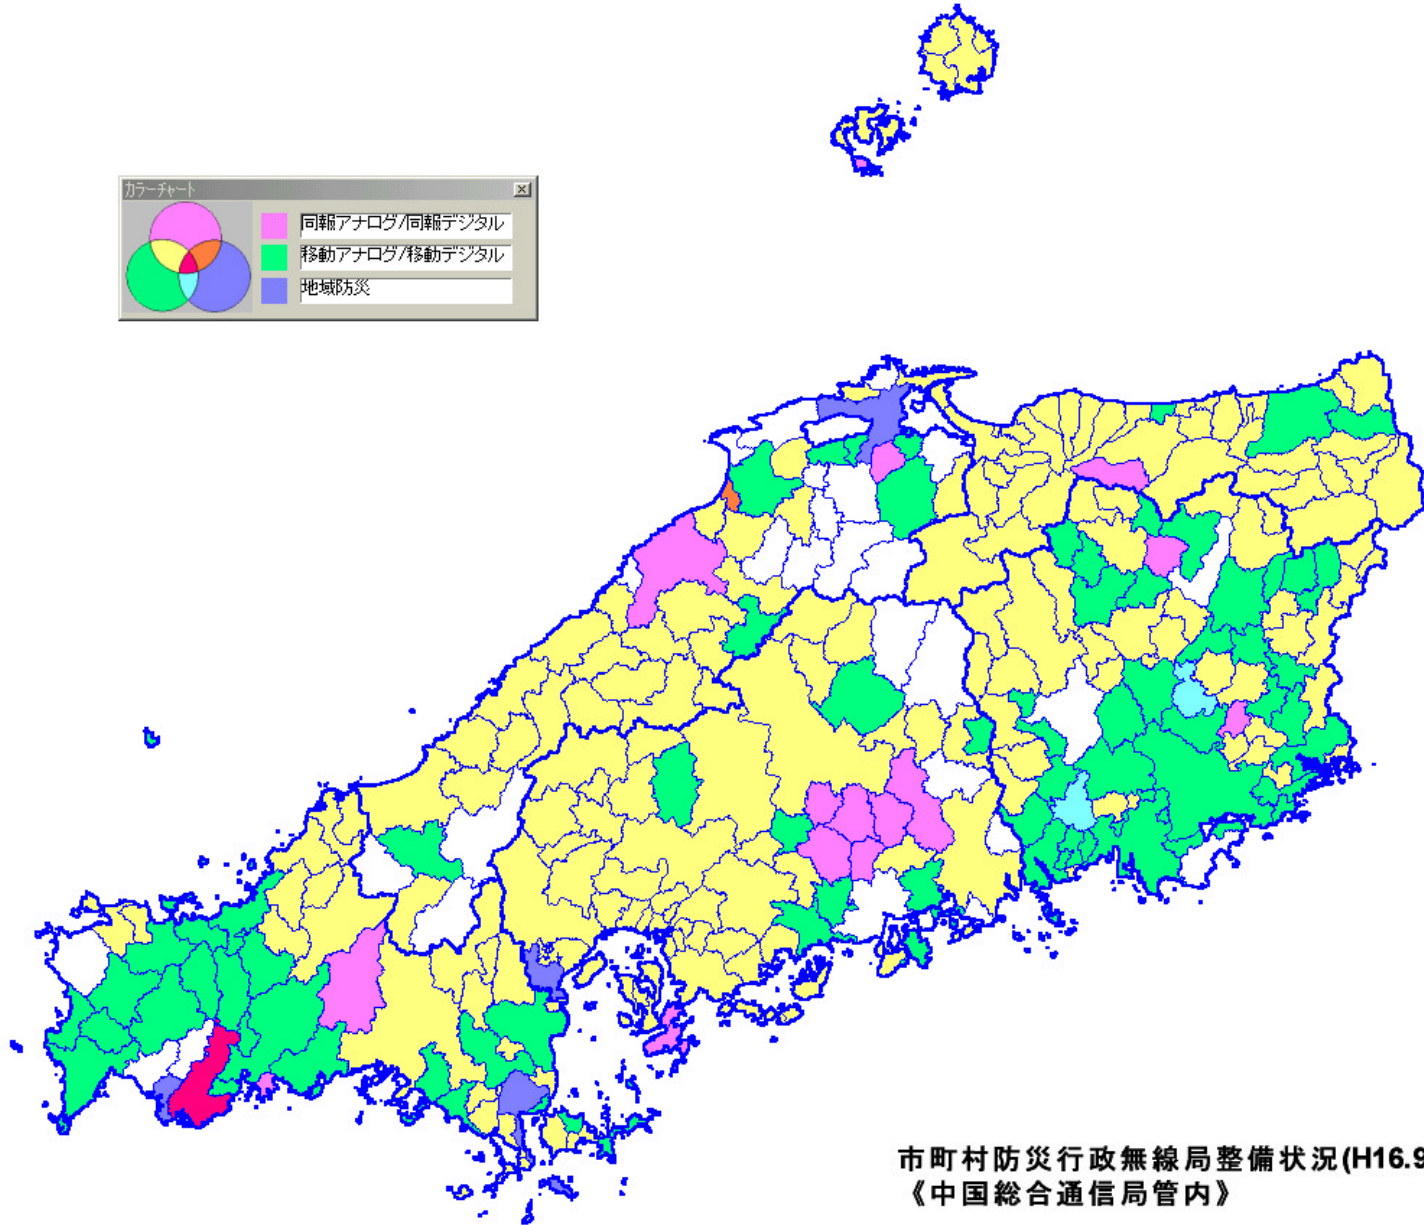 カラーチャート
同報アナログ/同報デジタル
移動アナログ/移動デジタル
地域防災
市町村防災行政無線局整備状況(H16.9
《中国総合通信局管内》